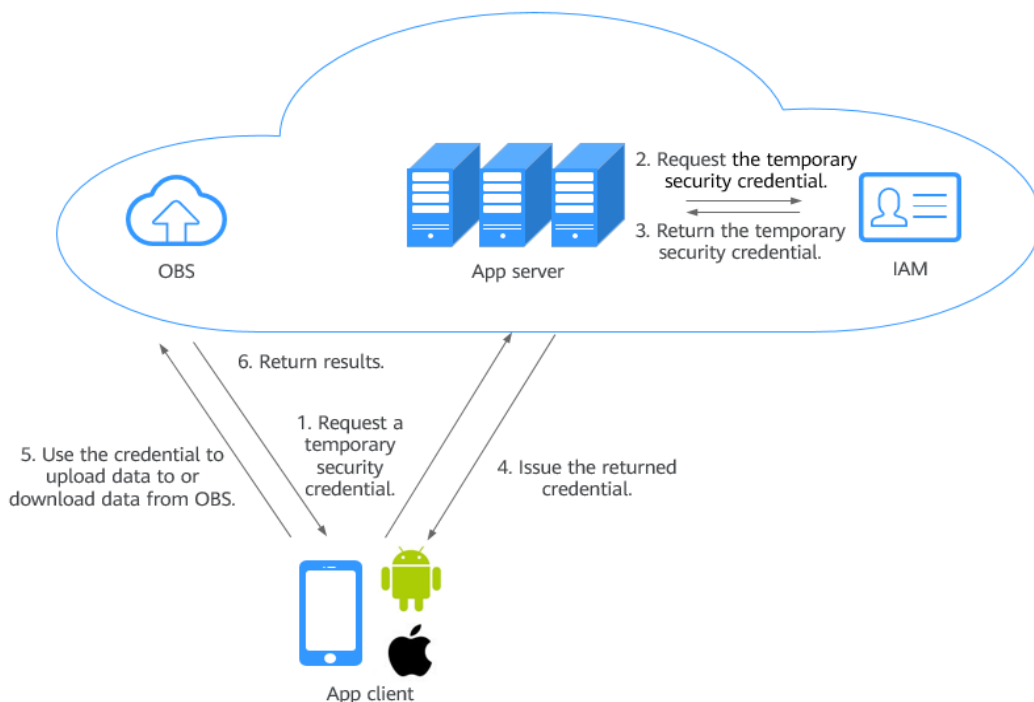 2. Request the temporary
security credential.
3. Return the temporary
security credential.
OBS
App server
IAM
6. Return results.
1. Request a
temporary
security
credential.
5. Use the credential to
upload data to or
download data from OBS.
4. Issue the returned
credential.
App client